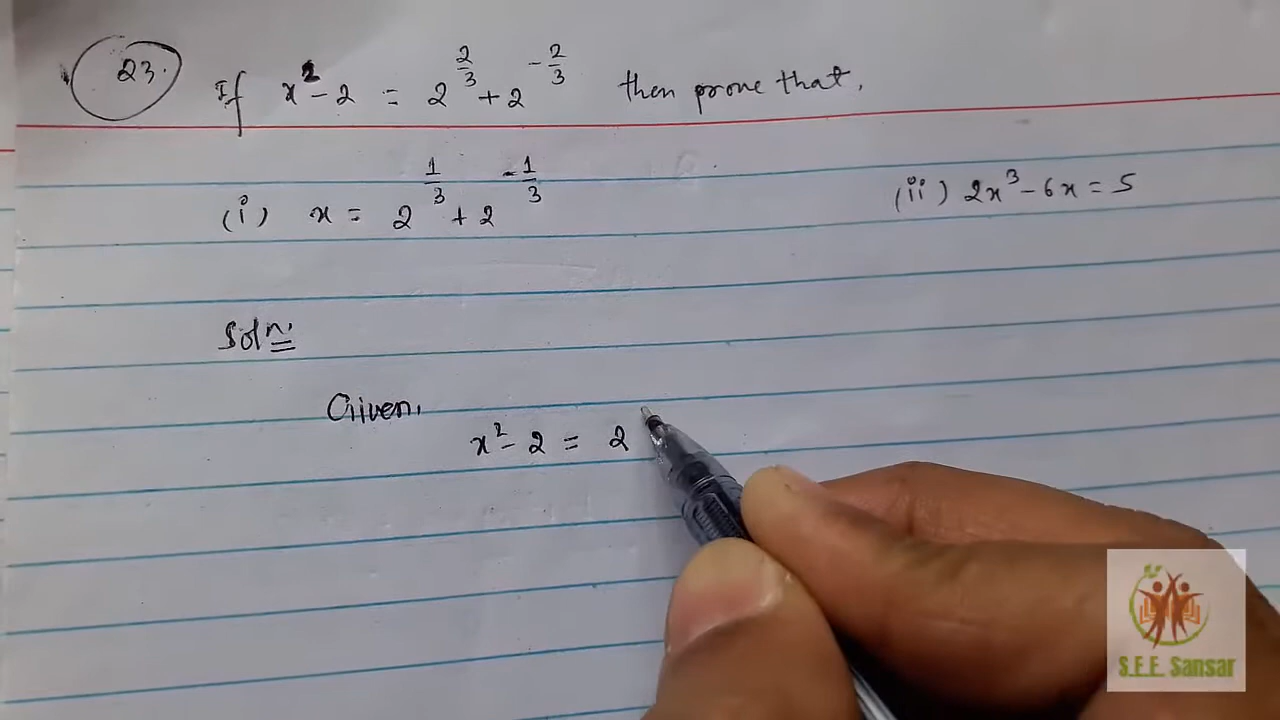 23. If x² - 2 = 2^(2/3) + 2^(-2/3) then prove that,
(i) x = 2^(1/3) + 2^(-1/3) (ii) 2x³ - 6x = 5
Soln:
Given,
x² - 2 = 2
S.E.E. Sansar